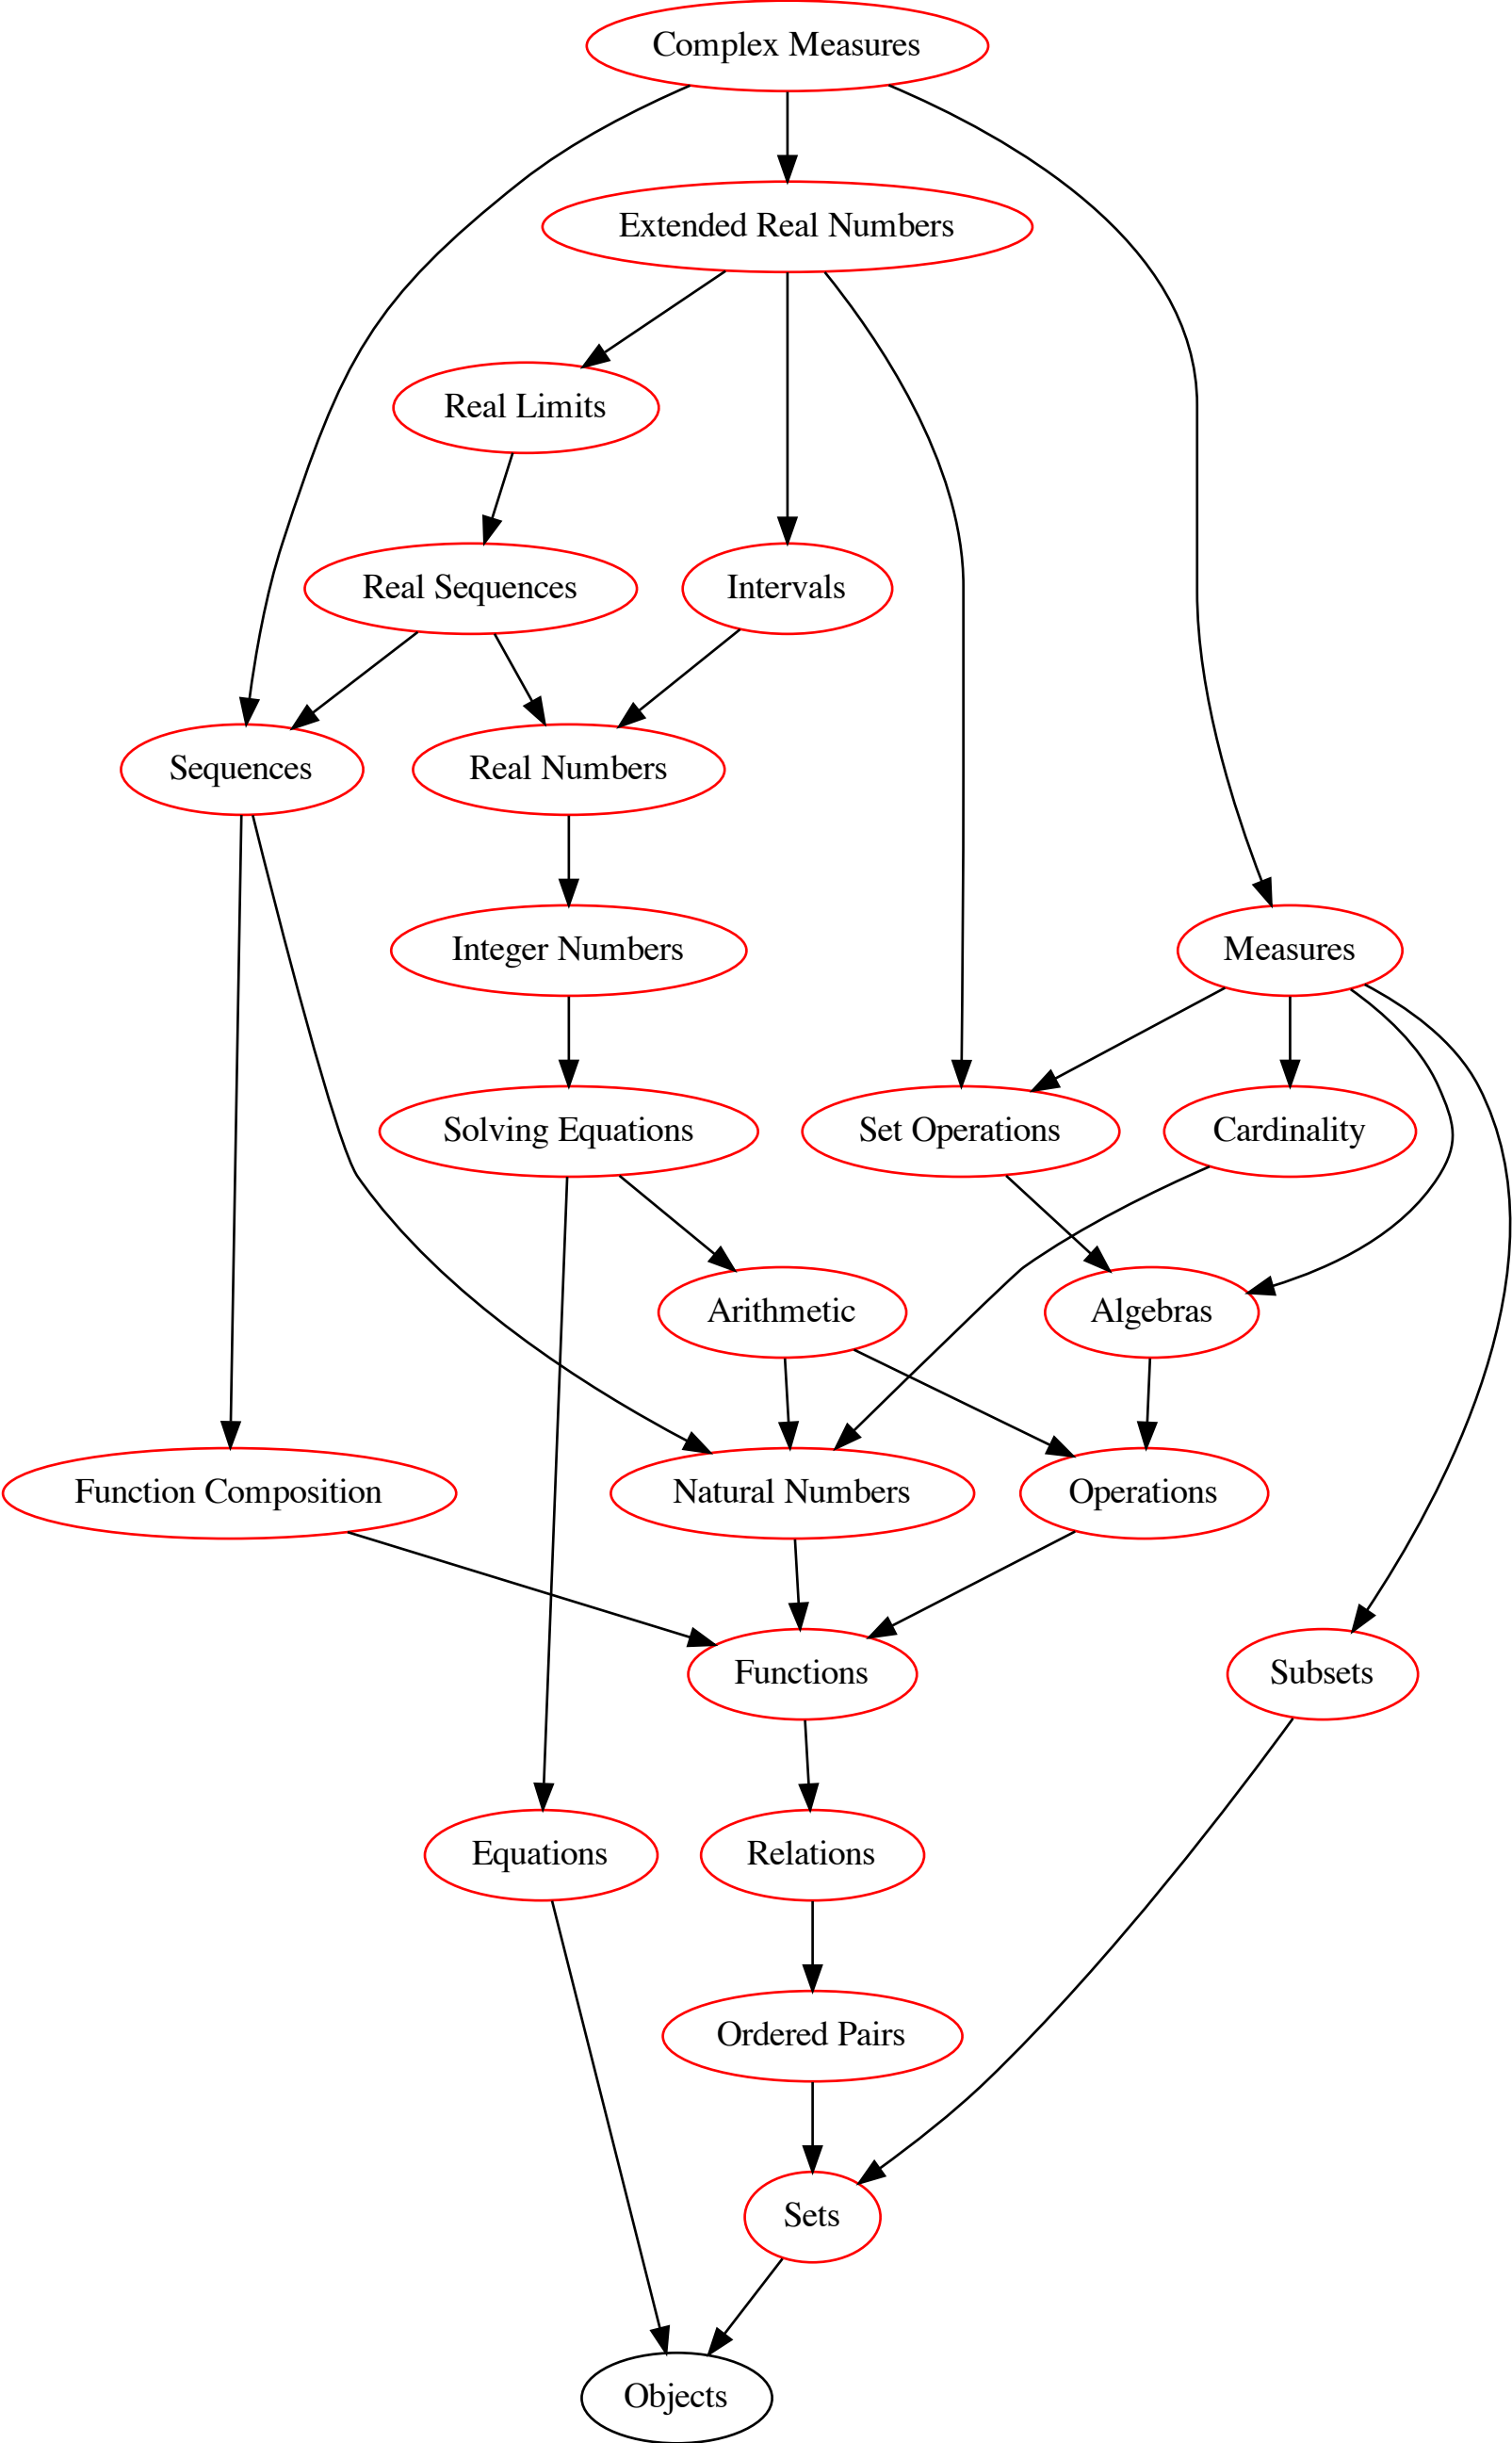 Complex Measures
Extended Real Numbers
Real Limits
Real Sequences
Intervals
Sequences
Real Numbers
Integer Numbers
Measures
Solving Equations
Set Operations
Cardinality
Arithmetic
Algebras
Function Composition
Natural Numbers
Operations
Functions
Subsets
Equations
Relations
Ordered Pairs
Sets
Objects